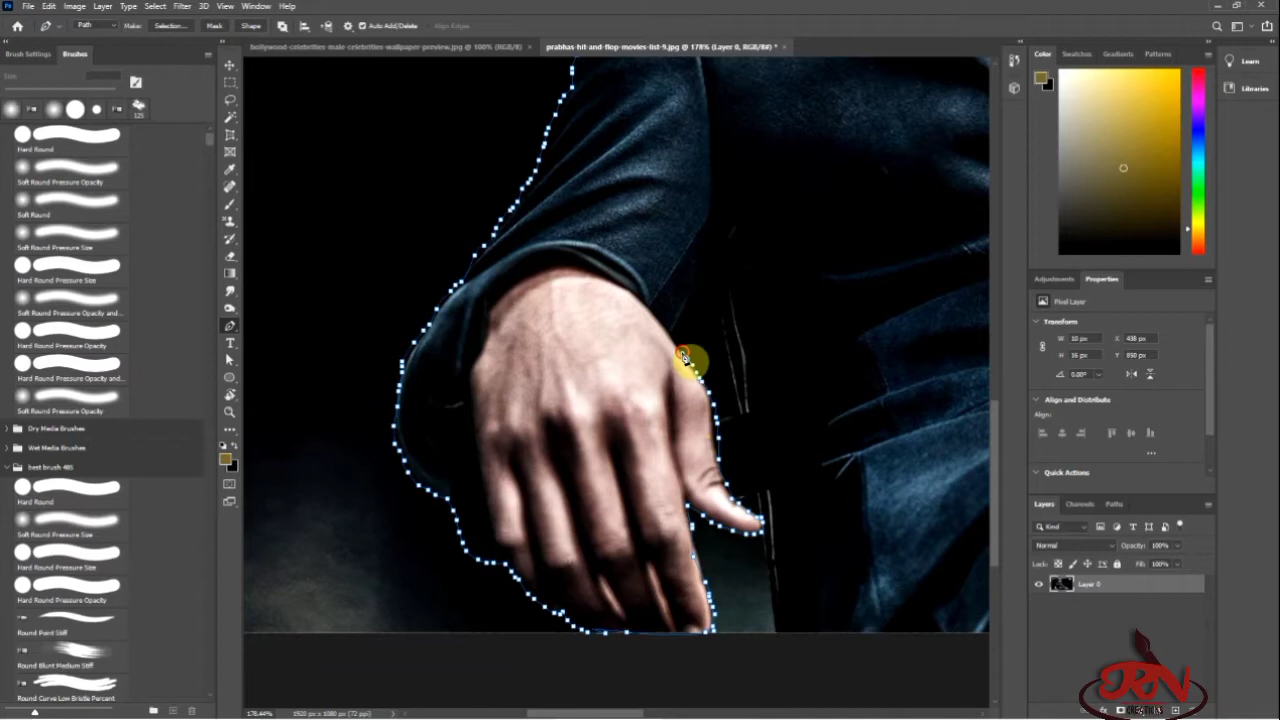 Ps File Edit Image Layer Type Select Filter 3D View Window Help
Path Make: Selection... Mask Shape Auto Add/Delete Align Edges
Brush Settings Brushes
bollywood-celebrities-male-celebrities-wallpaper-preview.jpg @ 100% (RGB/8) ×
prabhas-hit-and-flop-movies-list-9.jpg @ 178% (Layer 0, RGB/8#) * ×
Size:
125
Hard Round
Soft Round Pressure Opacity
Soft Round
Soft Round Pressure Size
Hard Round Pressure Size
Soft Round Pressure Opacity and...
Hard Round Pressure Opacity
Hard Round Pressure Opacity and...
Soft Round Pressure Opacity
Dry Media Brushes
Wet Media Brushes
best brush 485
Hard Round
Soft Round Pressure Size
Hard Round Pressure Size
Hard Round Pressure Opacity
Round Point Stiff
Round Blunt Medium Stiff
Round Curve Low Bristle Percent
178.44% 1920 px x 1080 px (72 ppi)
Color Swatches Gradients Patterns
Learn
Libraries
Adjustments Properties
Pixel Layer
Transform
W 10 px X 438 px
H 16 px Y 850 px
0.00°
Align and Distribute
Align:
Quick Actions
Layers Channels Paths
Kind
Normal Opacity: 100%
Lock: Fill: 100%
Layer 0